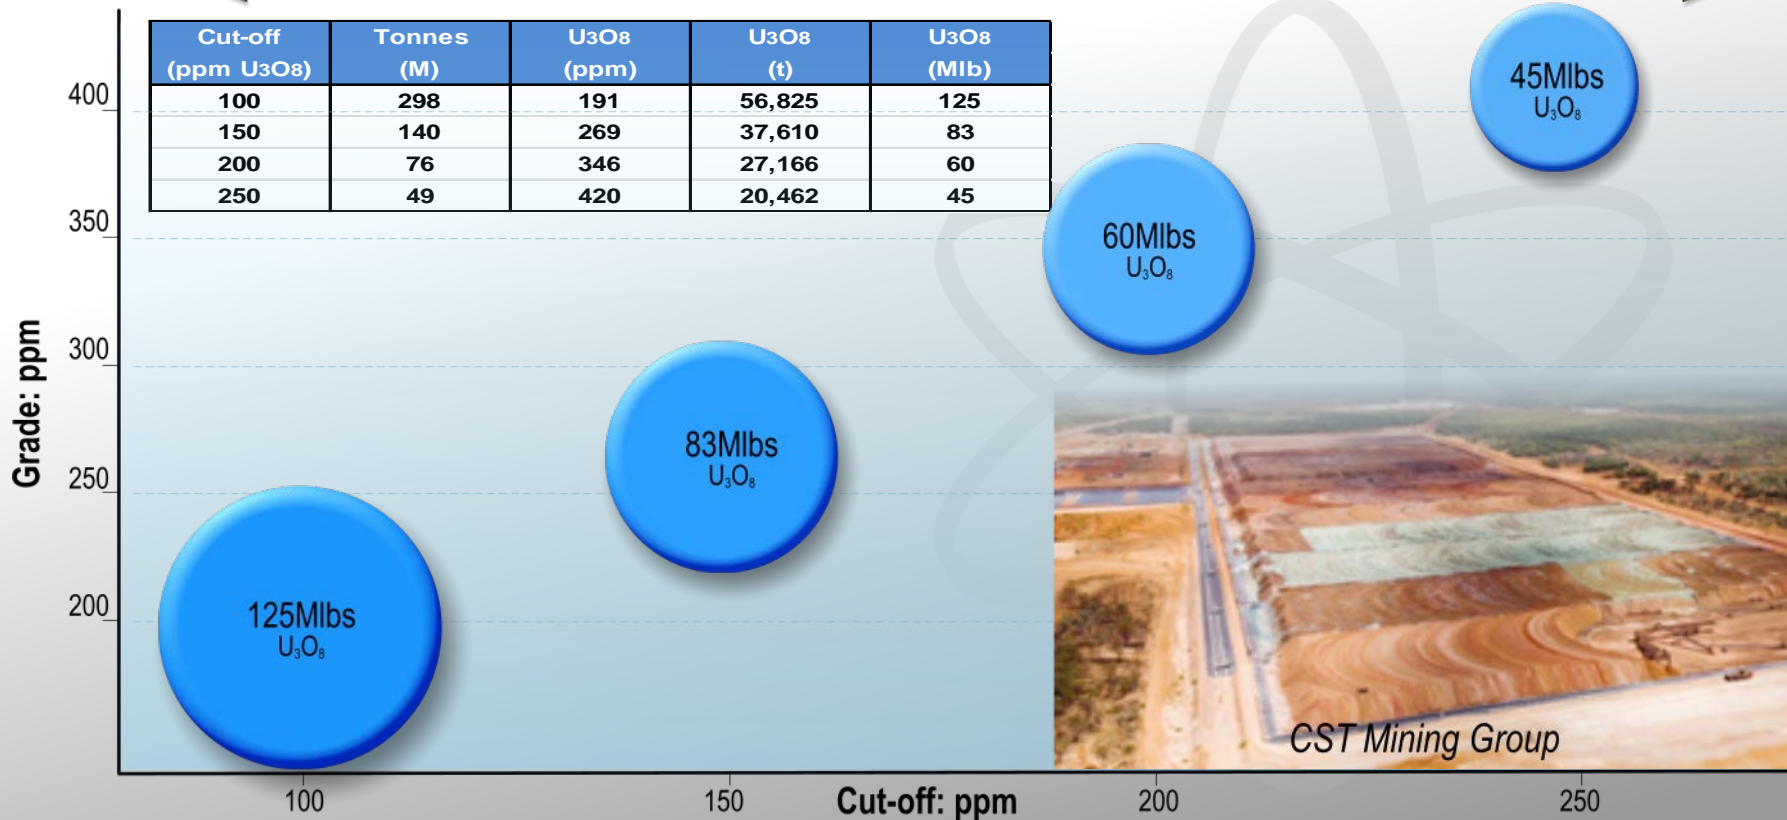 Cut-off (ppm U3O8) Tonnes (M) U3O8 (ppm) U3O8 (t) U3O8 (Mlb)
100 298 191 56,825 125
150 140 269 37,610 83
200 76 346 27,166 60
250 49 420 20,462 45
45Mlbs
U₃O₈
60Mlbs
U₃O₈
83Mlbs
U₃O₈
125Mlbs
U₃O₈
Grade: ppm
400
350
300
250
200
CST Mining Group
100 150 200 250
Cut-off: ppm